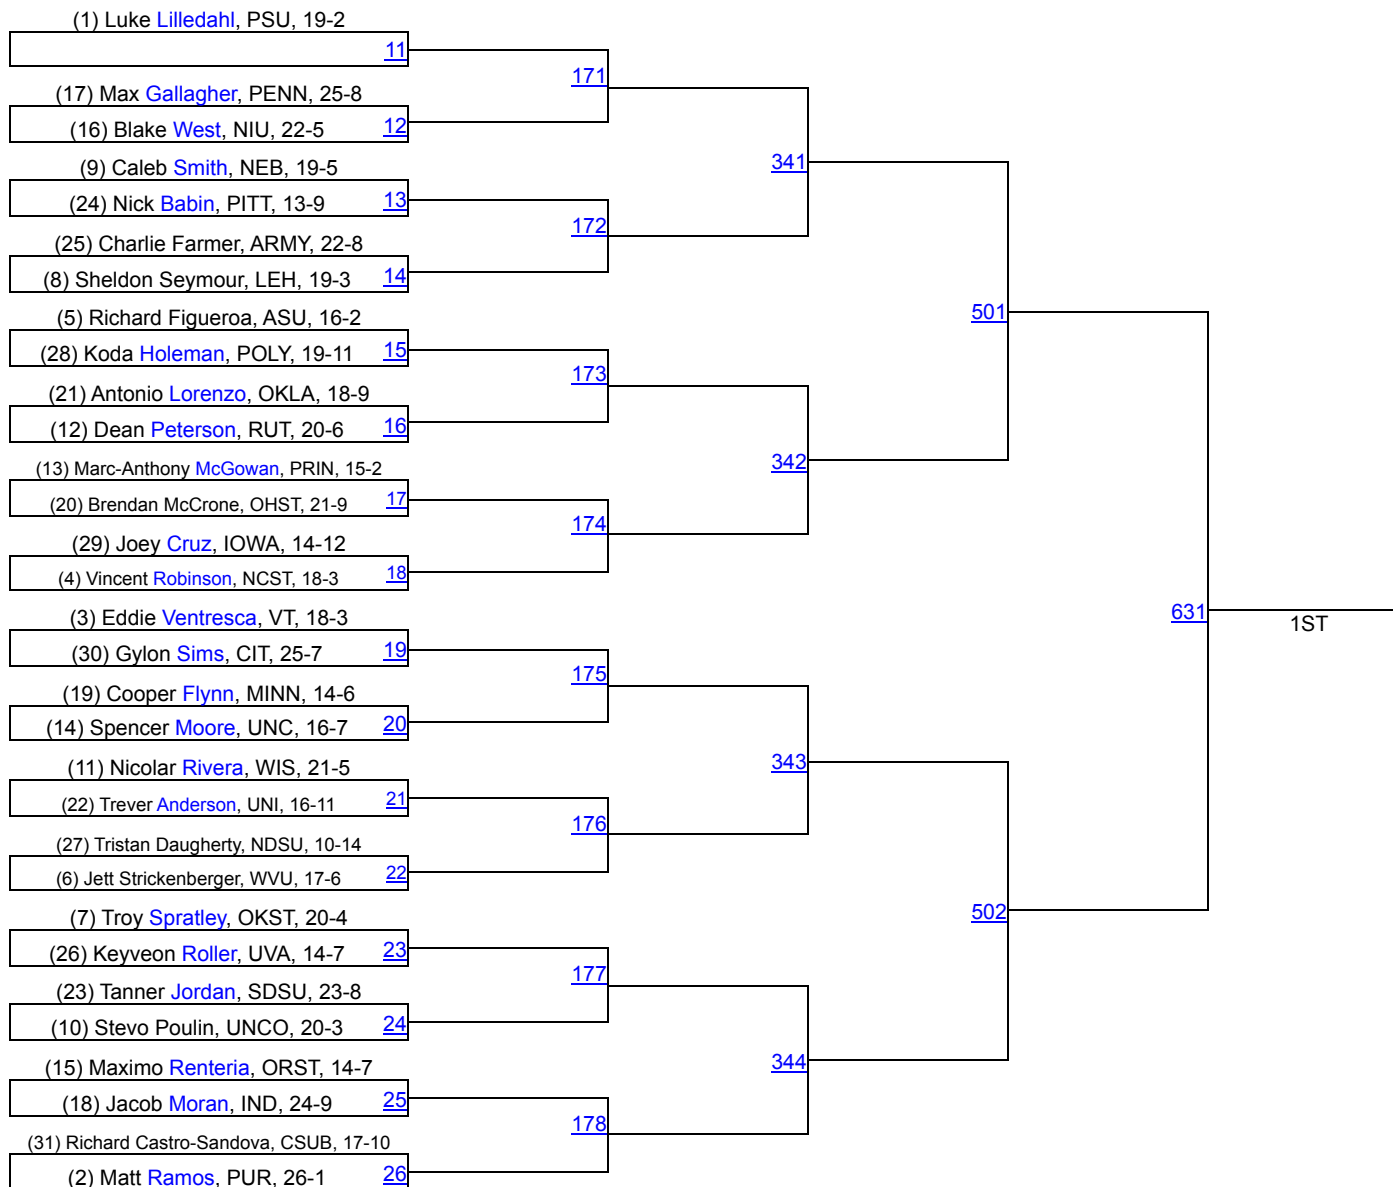 (1) Luke Lilledahl, PSU, 19-2
11
171
(17) Max Gallagher, PENN, 25-8
(16) Blake West, NIU, 22-5
12
341
(9) Caleb Smith, NEB, 19-5
(24) Nick Babin, PITT, 13-9
13
172
(25) Charlie Farmer, ARMY, 22-8
(8) Sheldon Seymour, LEH, 19-3
14
501
(5) Richard Figueroa, ASU, 16-2
(28) Koda Holeman, POLY, 19-11
15
173
(21) Antonio Lorenzo, OKLA, 18-9
(12) Dean Peterson, RUT, 20-6
16
342
(13) Marc-Anthony McGowan, PRIN, 15-2
(20) Brendan McCrone, OHST, 21-9
17
174
(29) Joey Cruz, IOWA, 14-12
(4) Vincent Robinson, NCST, 18-3
18
631
1ST
(3) Eddie Ventresca, VT, 18-3
(30) Gylon Sims, CIT, 25-7
19
175
(19) Cooper Flynn, MINN, 14-6
(14) Spencer Moore, UNC, 16-7
20
343
(11) Nicolar Rivera, WIS, 21-5
(22) Trever Anderson, UNI, 16-11
21
176
(27) Tristan Daugherty, NDSU, 10-14
(6) Jett Strickenberger, WVU, 17-6
22
502
(7) Troy Spratley, OKST, 20-4
(26) Keyveon Roller, UVA, 14-7
23
177
(23) Tanner Jordan, SDSU, 23-8
(10) Stevo Poulin, UNCO, 20-3
24
344
(15) Maximo Renteria, ORST, 14-7
(18) Jacob Moran, IND, 24-9
25
178
(31) Richard Castro-Sandova, CSUB, 17-10
(2) Matt Ramos, PUR, 26-1
26